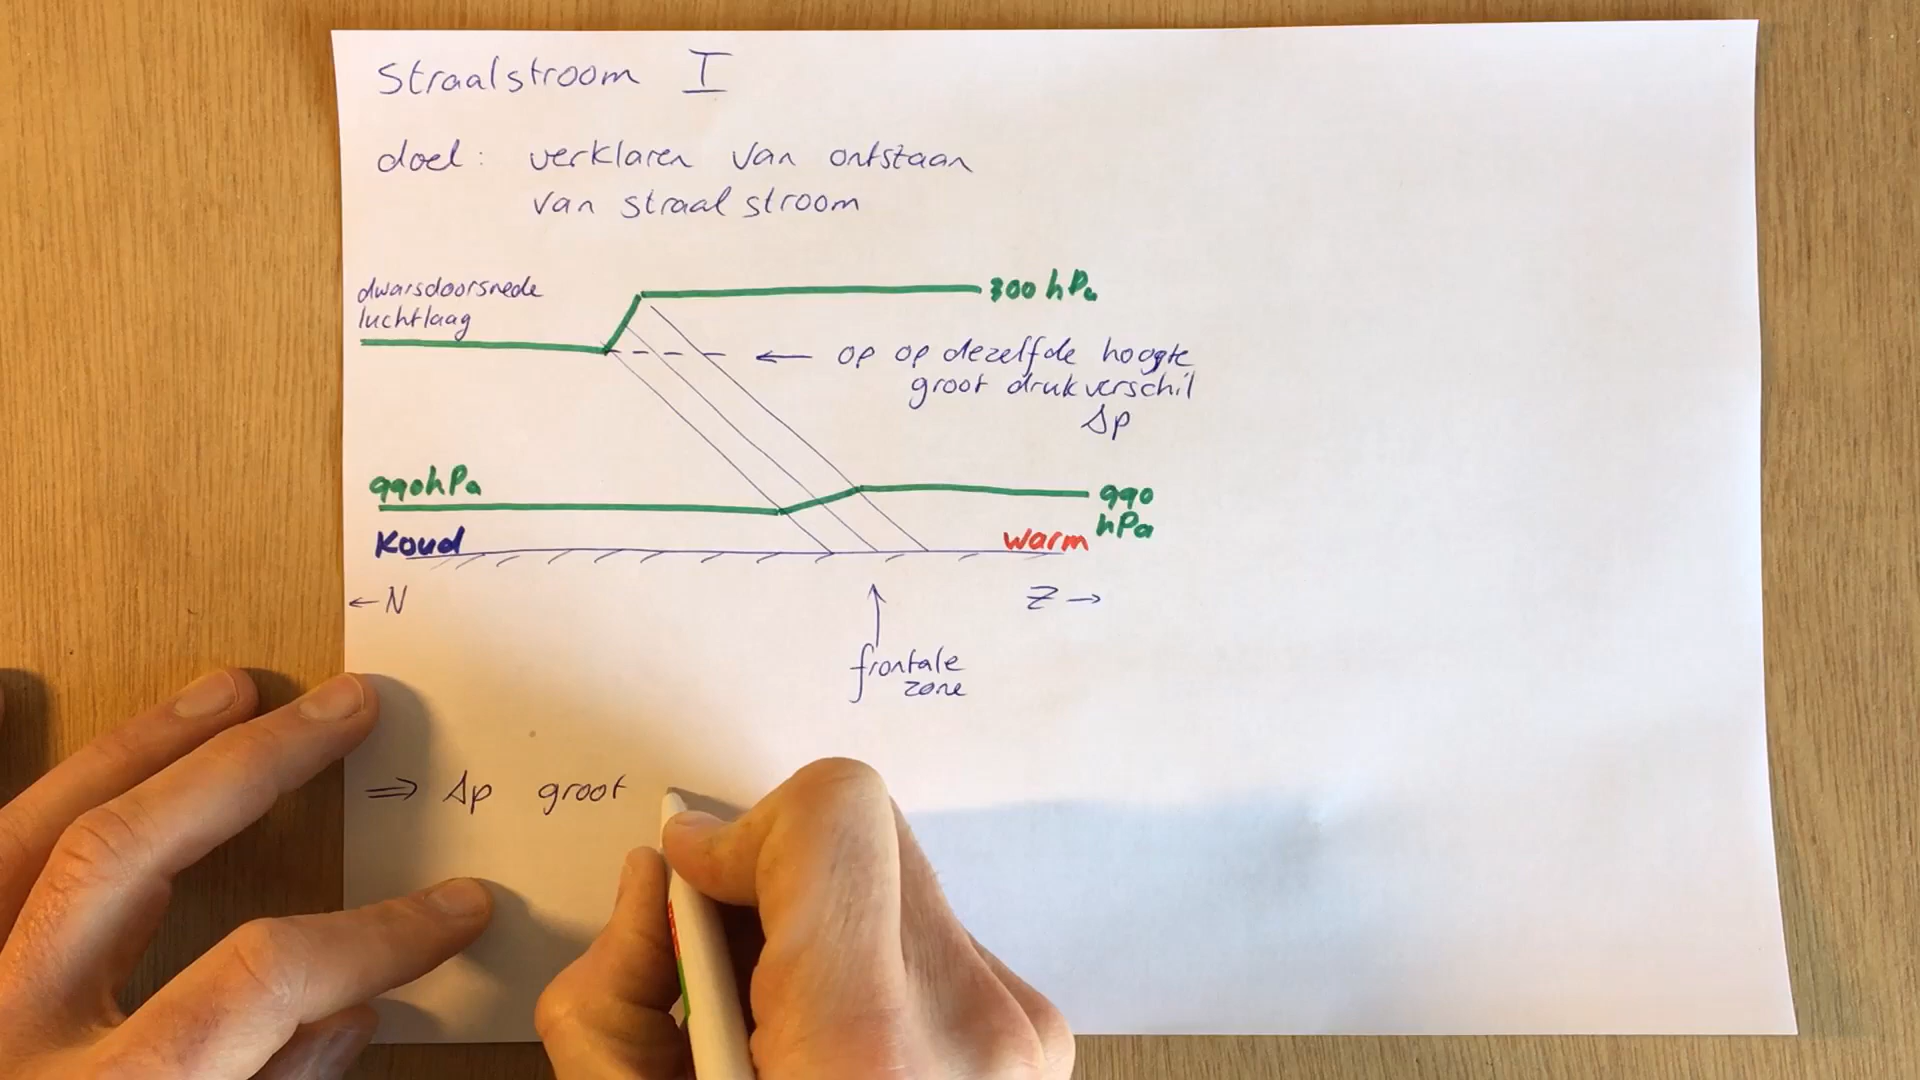 Straalstroom I
doel: verklaren van ontstaan
van straalstroom
dwarsdoorsnede
luchtlaag
300 hPa
← op op dezelfde hoogte
groot drukverschil
Δp
990hPa
990
hPa
Koud
warm
← N
Z →
frontale
zone
⇒ Δp groot